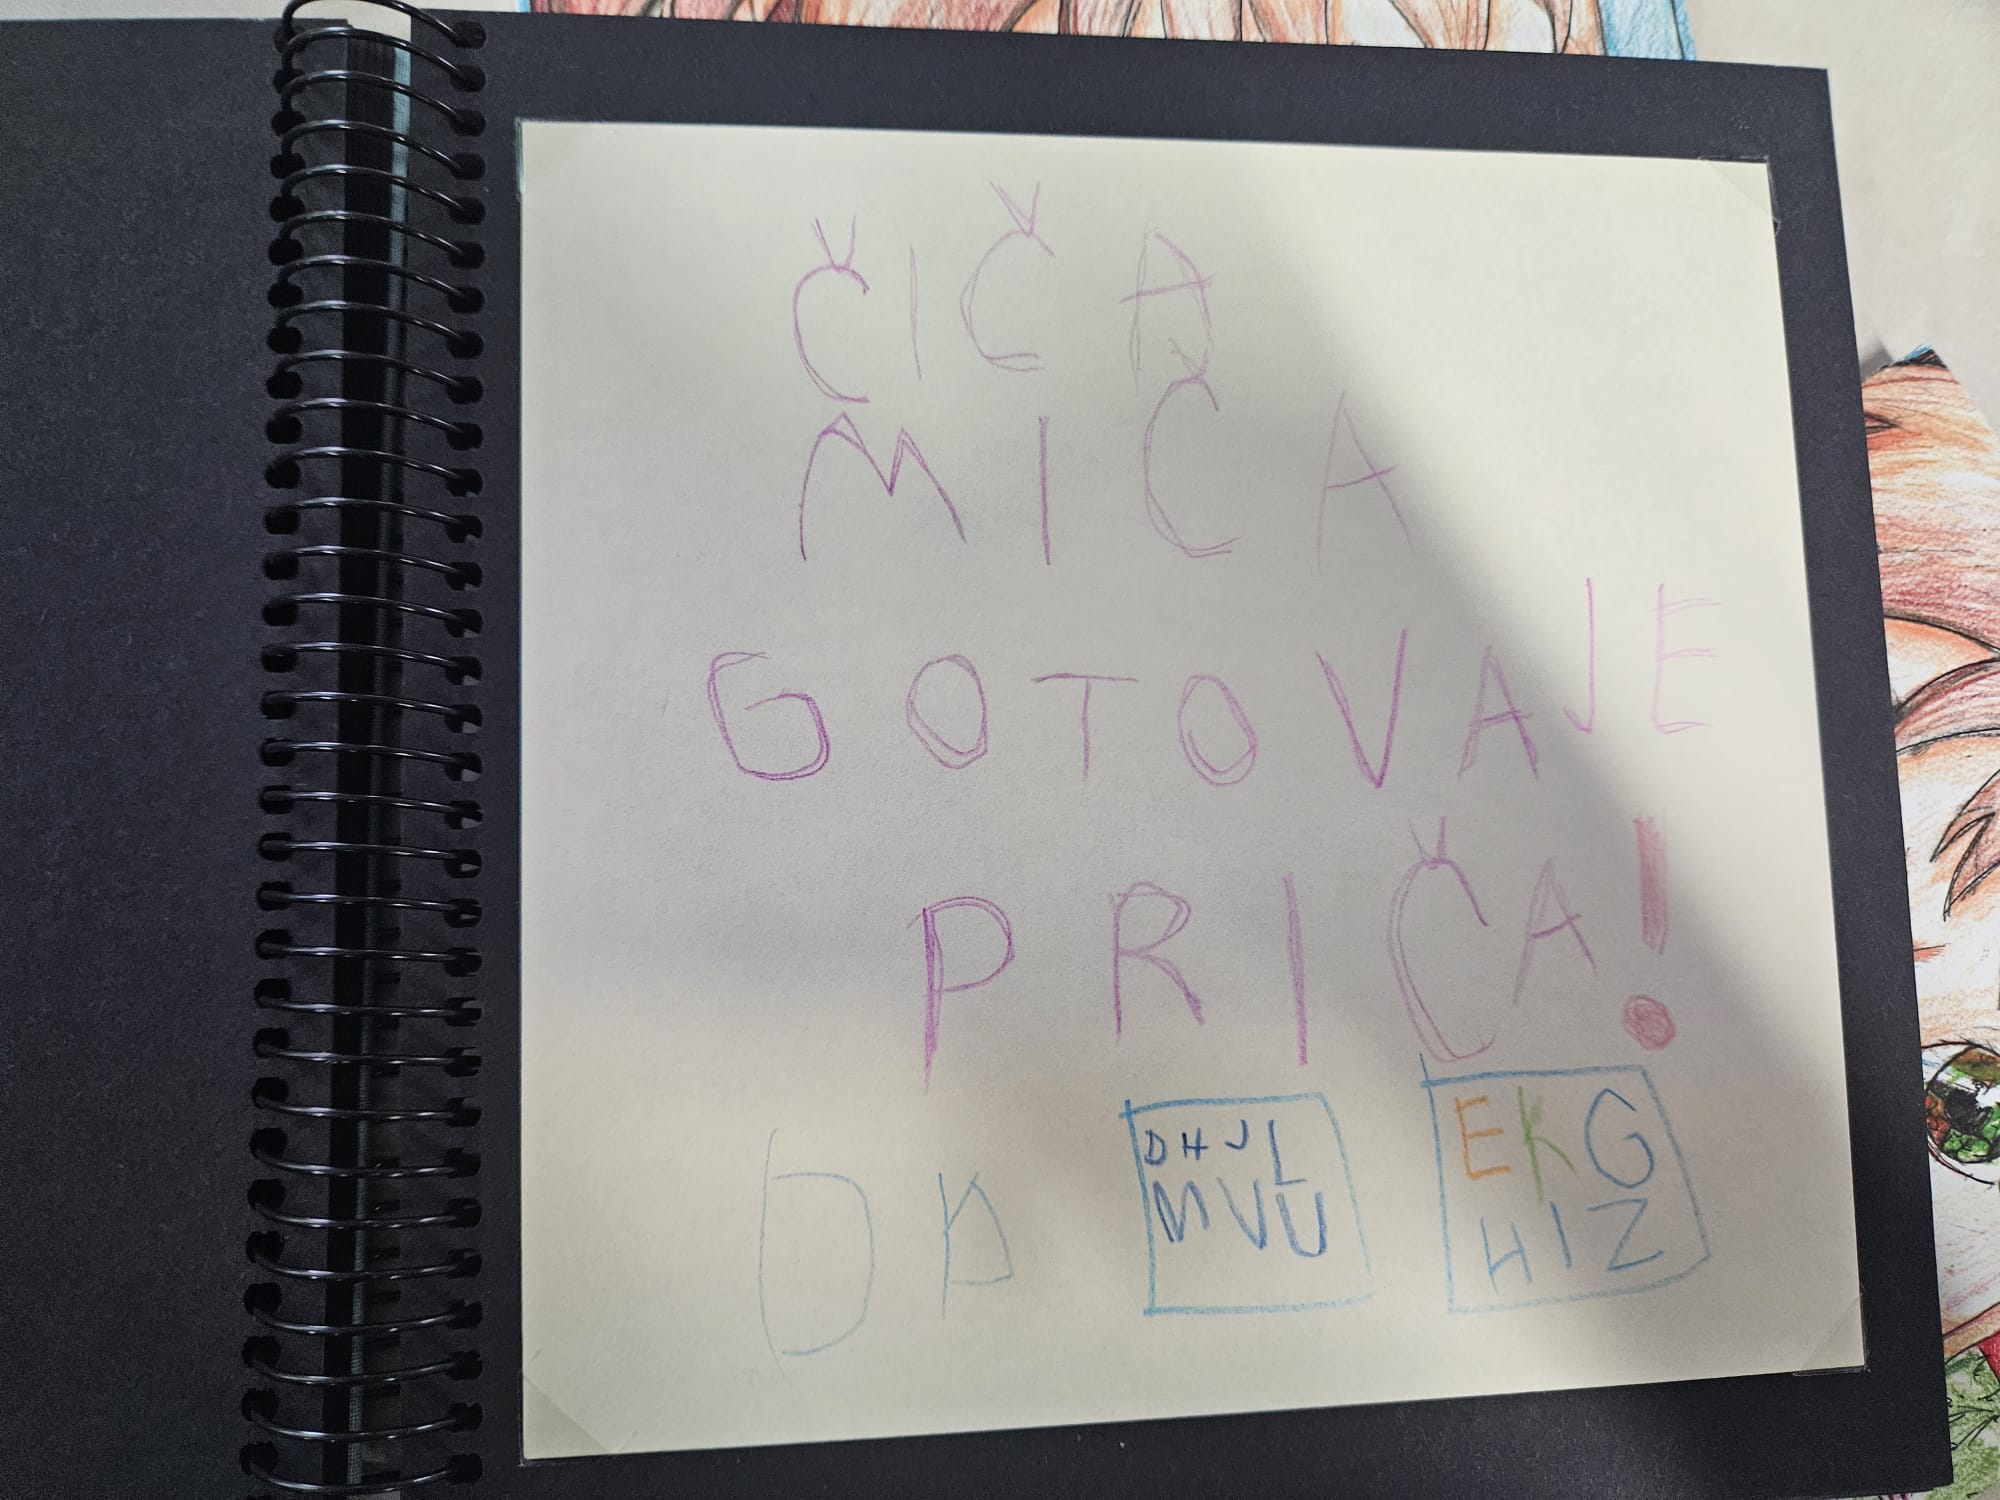 ČIČA
MIČA
GOTOVA JE
PRIČA!
D D
DHJL
MVU
EKG
HIZ